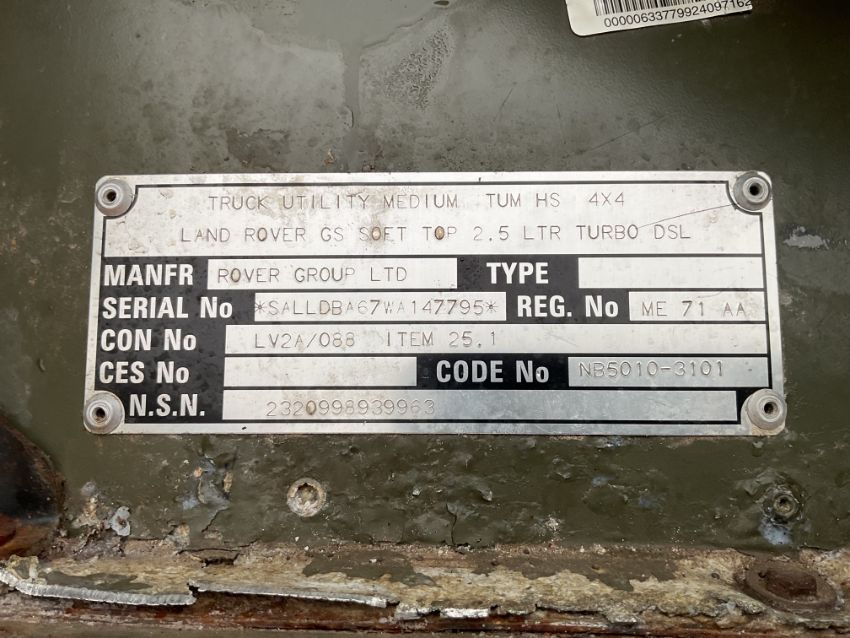 0000063377992409716
TRUCK UTILITY MEDIUM TUM HS 4X4
LAND ROVER GS SOFT TOP 2.5 LTR TURBO DSL
MANFR ROVER GROUP LTD TYPE
SERIAL No *SALLDBA67WA147795* REG. No ME 71 AA
CON No LV2A/088 ITEM 25.1
CES No CODE No NB5010-3101
N.S.N. 2320998939963